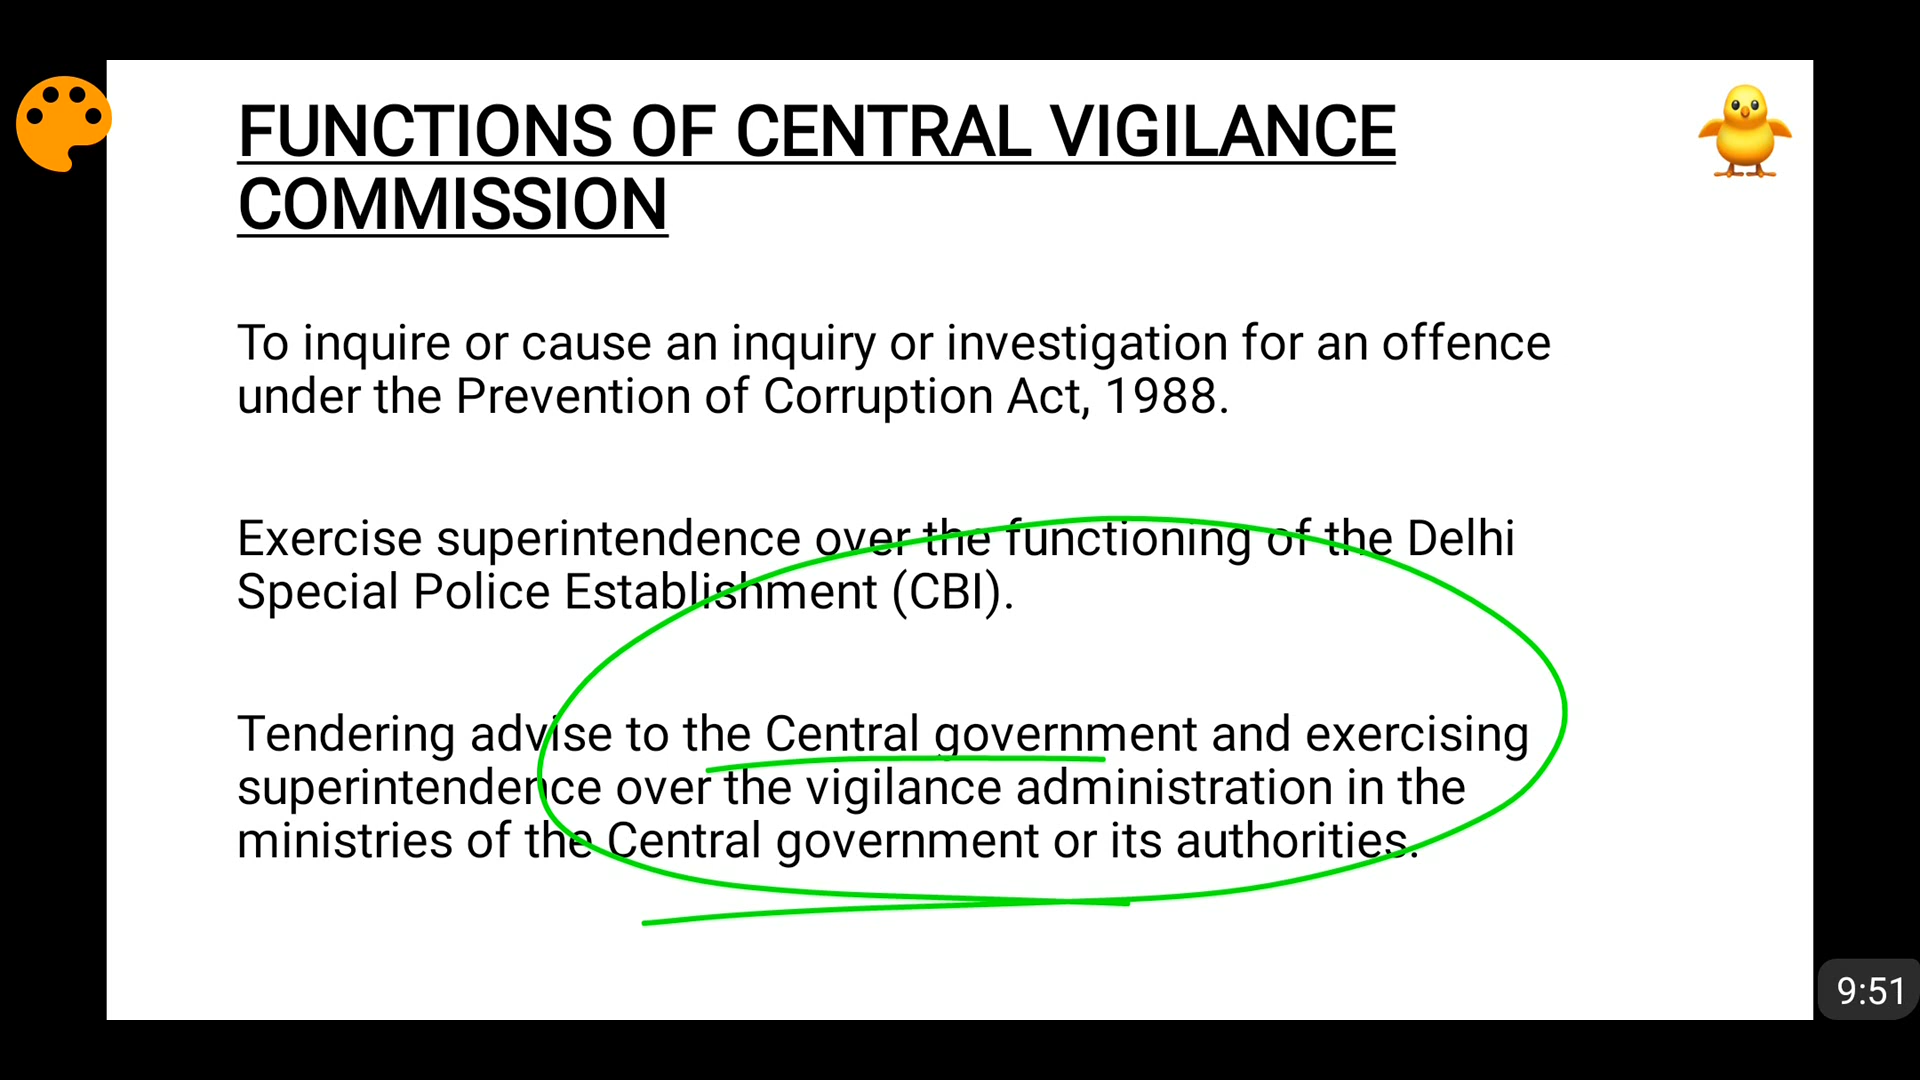 FUNCTIONS OF CENTRAL VIGILANCE
COMMISSION
To inquire or cause an inquiry or investigation for an offence
under the Prevention of Corruption Act, 1988.
Exercise superintendence over the functioning of the Delhi
Special Police Establishment (CBI).
Tendering advise to the Central government and exercising
superintendence over the vigilance administration in the
ministries of the Central government or its authorities.
9:51